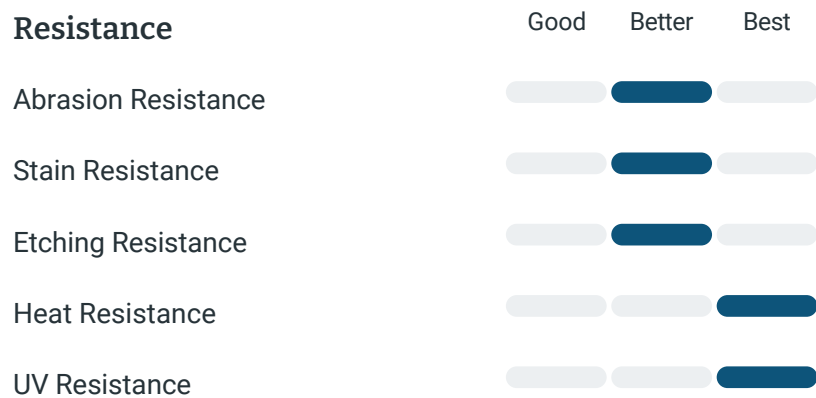 Resistance Good Better Best
Abrasion Resistance
Stain Resistance
Etching Resistance
Heat Resistance
UV Resistance